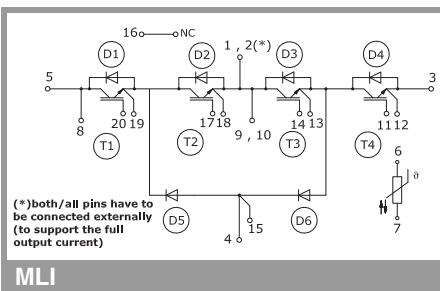 16 NC
D1 D2 1 , 2(*) D3 D4
5 3
8 20 19 17 18 14 13 11 12
T1 T2 9 , 10 T3 T4
6
ϑ
(*)both/all pins have to
be connected externally
(to support the full
output current)
D5 D6
15
4
7
MLI